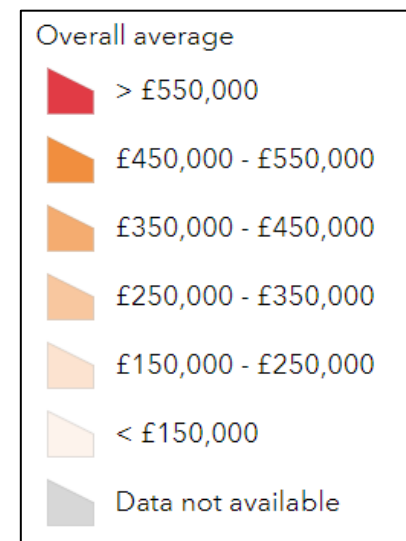 Overall average
> £550,000
£450,000 - £550,000
£350,000 - £450,000
£250,000 - £350,000
£150,000 - £250,000
< £150,000
Data not available